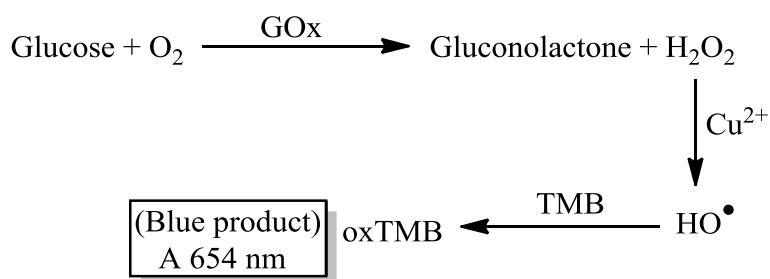 GOx
Glucose + O₂ Gluconolactone + H₂O₂
Cu²⁺
TMB
(Blue product) oxTMB HO•
A 654 nm